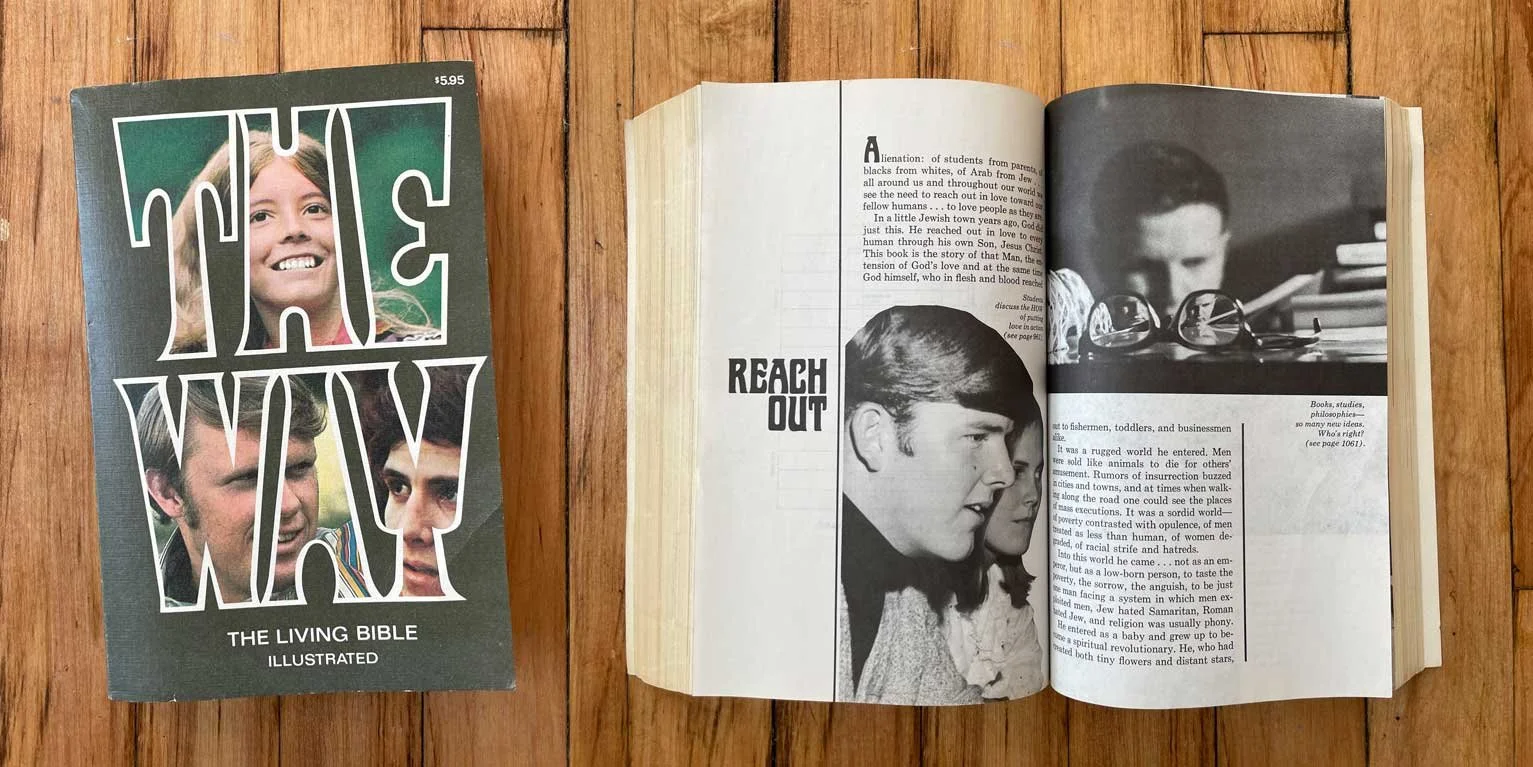 $5.95
THE
WAY
THE LIVING BIBLE
ILLUSTRATED
REACH
OUT
Alienation: of students from parents, of
blacks from whites, of Arab from Jew . . .
all around us and throughout our world we
see the need to reach out in love toward our
fellow humans . . . to love people as they are.
In a little Jewish town years ago, God did
just this. He reached out in love to every
human through his own Son, Jesus Christ.
This book is the story of that Man, the ex-
tension of God's love and at the same time
God himself, who in flesh and blood reached
Students
discuss the HOW
of putting
love in action
(see page 961).
out to fishermen, toddlers, and businessmen
alike.
It was a rugged world he entered. Men
were sold like animals to die for others'
amusement. Rumors of insurrection buzzed
in cities and towns, and at times when walk-
ing along the road one could see the places
of mass executions. It was a sordid world—
of poverty contrasted with opulence, of men
treated as less than human, of women de-
graded, of racial strife and hatreds.
Into this world he came . . . not as an em-
peror, but as a low-born person, to taste the
poverty, the sorrow, the anguish, to be just
one man facing a system in which men ex-
ploited men, Jew hated Samaritan, Roman
hated Jew, and religion was usually phony.
He entered as a baby and grew up to be-
come a spiritual revolutionary. He, who had
created both tiny flowers and distant stars,
Books, studies,
philosophies—
so many new ideas.
Who's right?
(see page 1061).